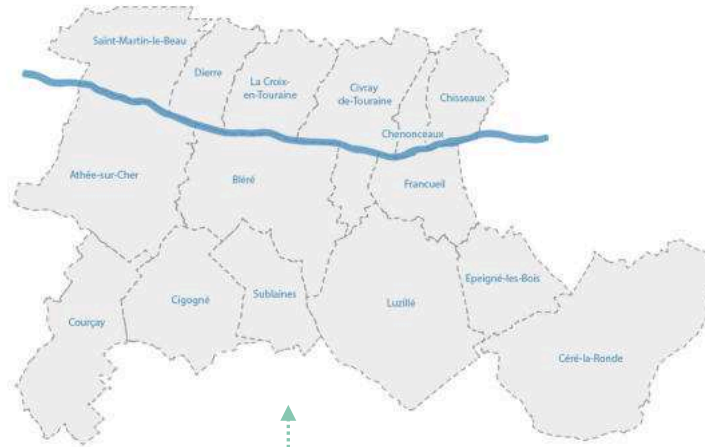 Saint-Martin-le-Beau
Dierre
La Croix-
en-Touraine
Civray
de-Touraine
Chisseaux
Chenonceaux
Athée-sur-Cher
Bléré
Francueil
Epeigné-les-Bois
Courçay
Cigogné
Sublaines
Luzillé
Céré-la-Ronde